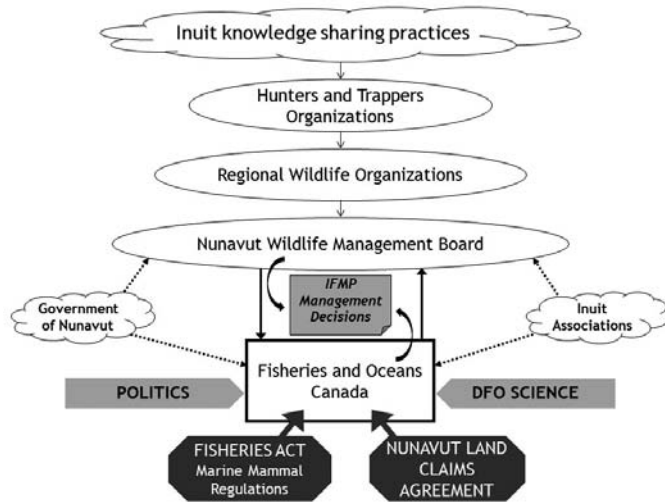 Inuit knowledge sharing practices
Hunters and Trappers
Organizations
Regional Wildlife Organizations
Nunavut Wildlife Management Board
IFMP
Management
Decisions
Government
of Nunavut
Inuit
Associations
Fisheries and Oceans
Canada
POLITICS
DFO SCIENCE
FISHERIES ACT
Marine Mammal
Regulations
NUNAVUT LAND
CLAIMS
AGREEMENT